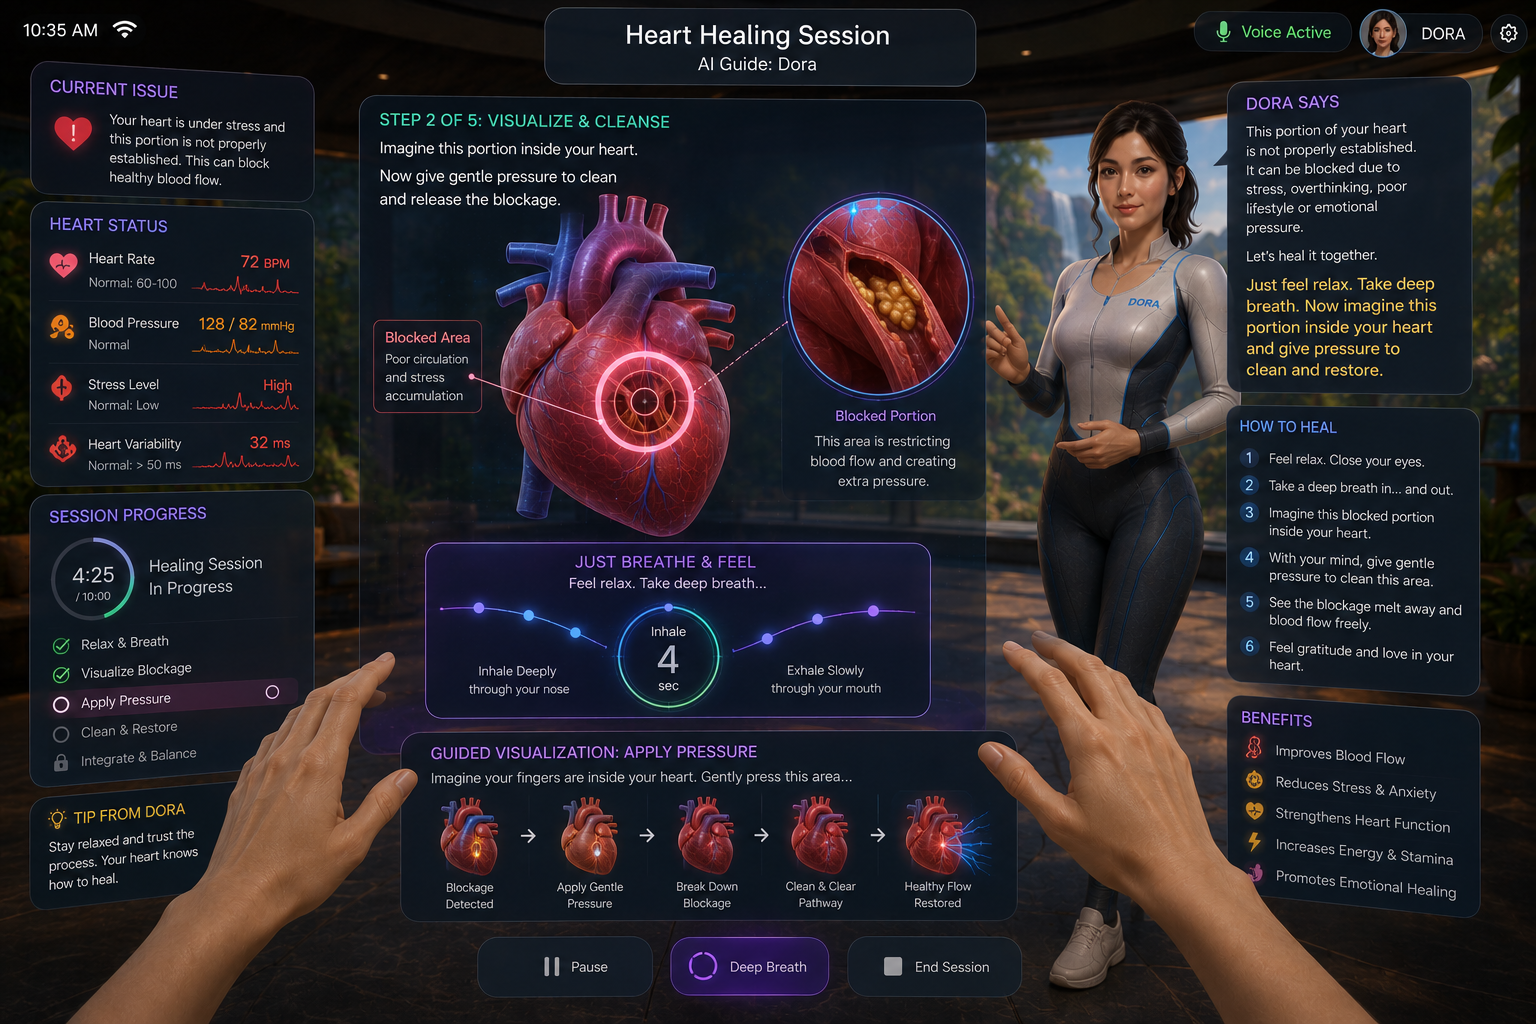 10:35 AM
Heart Healing Session
AI Guide: Dora
Voice Active
DORA
CURRENT ISSUE
Your heart is under stress and
this portion is not properly
established. This can block
healthy blood flow.
HEART STATUS
Heart Rate
72 BPM
Normal: 60-100
Blood Pressure
128 / 82 mmHg
Normal
Stress Level
High
Normal: Low
Heart Variability
32 ms
Normal: > 50 ms
SESSION PROGRESS
4:25
/ 10:00
Healing Session
In Progress
Relax & Breath
Visualize Blockage
Apply Pressure
Clean & Restore
Integrate & Balance
TIP FROM DORA
Stay relaxed and trust the
process. Your heart knows
how to heal.
STEP 2 OF 5: VISUALIZE & CLEANSE
Imagine this portion inside your heart.
Now give gentle pressure to clean
and release the blockage.
Blocked Area
Poor circulation
and stress
accumulation
Blocked Portion
This area is restricting
blood flow and creating
extra pressure.
JUST BREATHE & FEEL
Feel relax. Take deep breath...
Inhale Deeply
through your nose
Inhale
4
sec
Exhale Slowly
through your mouth
GUIDED VISUALIZATION: APPLY PRESSURE
Imagine your fingers are inside your heart. Gently press this area...
Blockage
Detected
Apply Gentle
Pressure
Break Down
Blockage
Clean & Clear
Pathway
Healthy Flow
Restored
Pause
Deep Breath
End Session
DORA
DORA SAYS
This portion of your heart
is not properly established.
It can be blocked due to
stress, overthinking, poor
lifestyle or emotional
pressure.
Let's heal it together.
Just feel relax. Take deep
breath. Now imagine this
portion inside your heart
and give pressure to
clean and restore.
HOW TO HEAL
1 Feel relax. Close your eyes.
2 Take a deep breath in... and out.
3 Imagine this blocked portion
inside your heart.
4 With your mind, give gentle
pressure to clean this area.
5 See the blockage melt away and
blood flow freely.
6 Feel gratitude and love in your
heart.
BENEFITS
Improves Blood Flow
Reduces Stress & Anxiety
Strengthens Heart Function
Increases Energy & Stamina
Promotes Emotional Healing